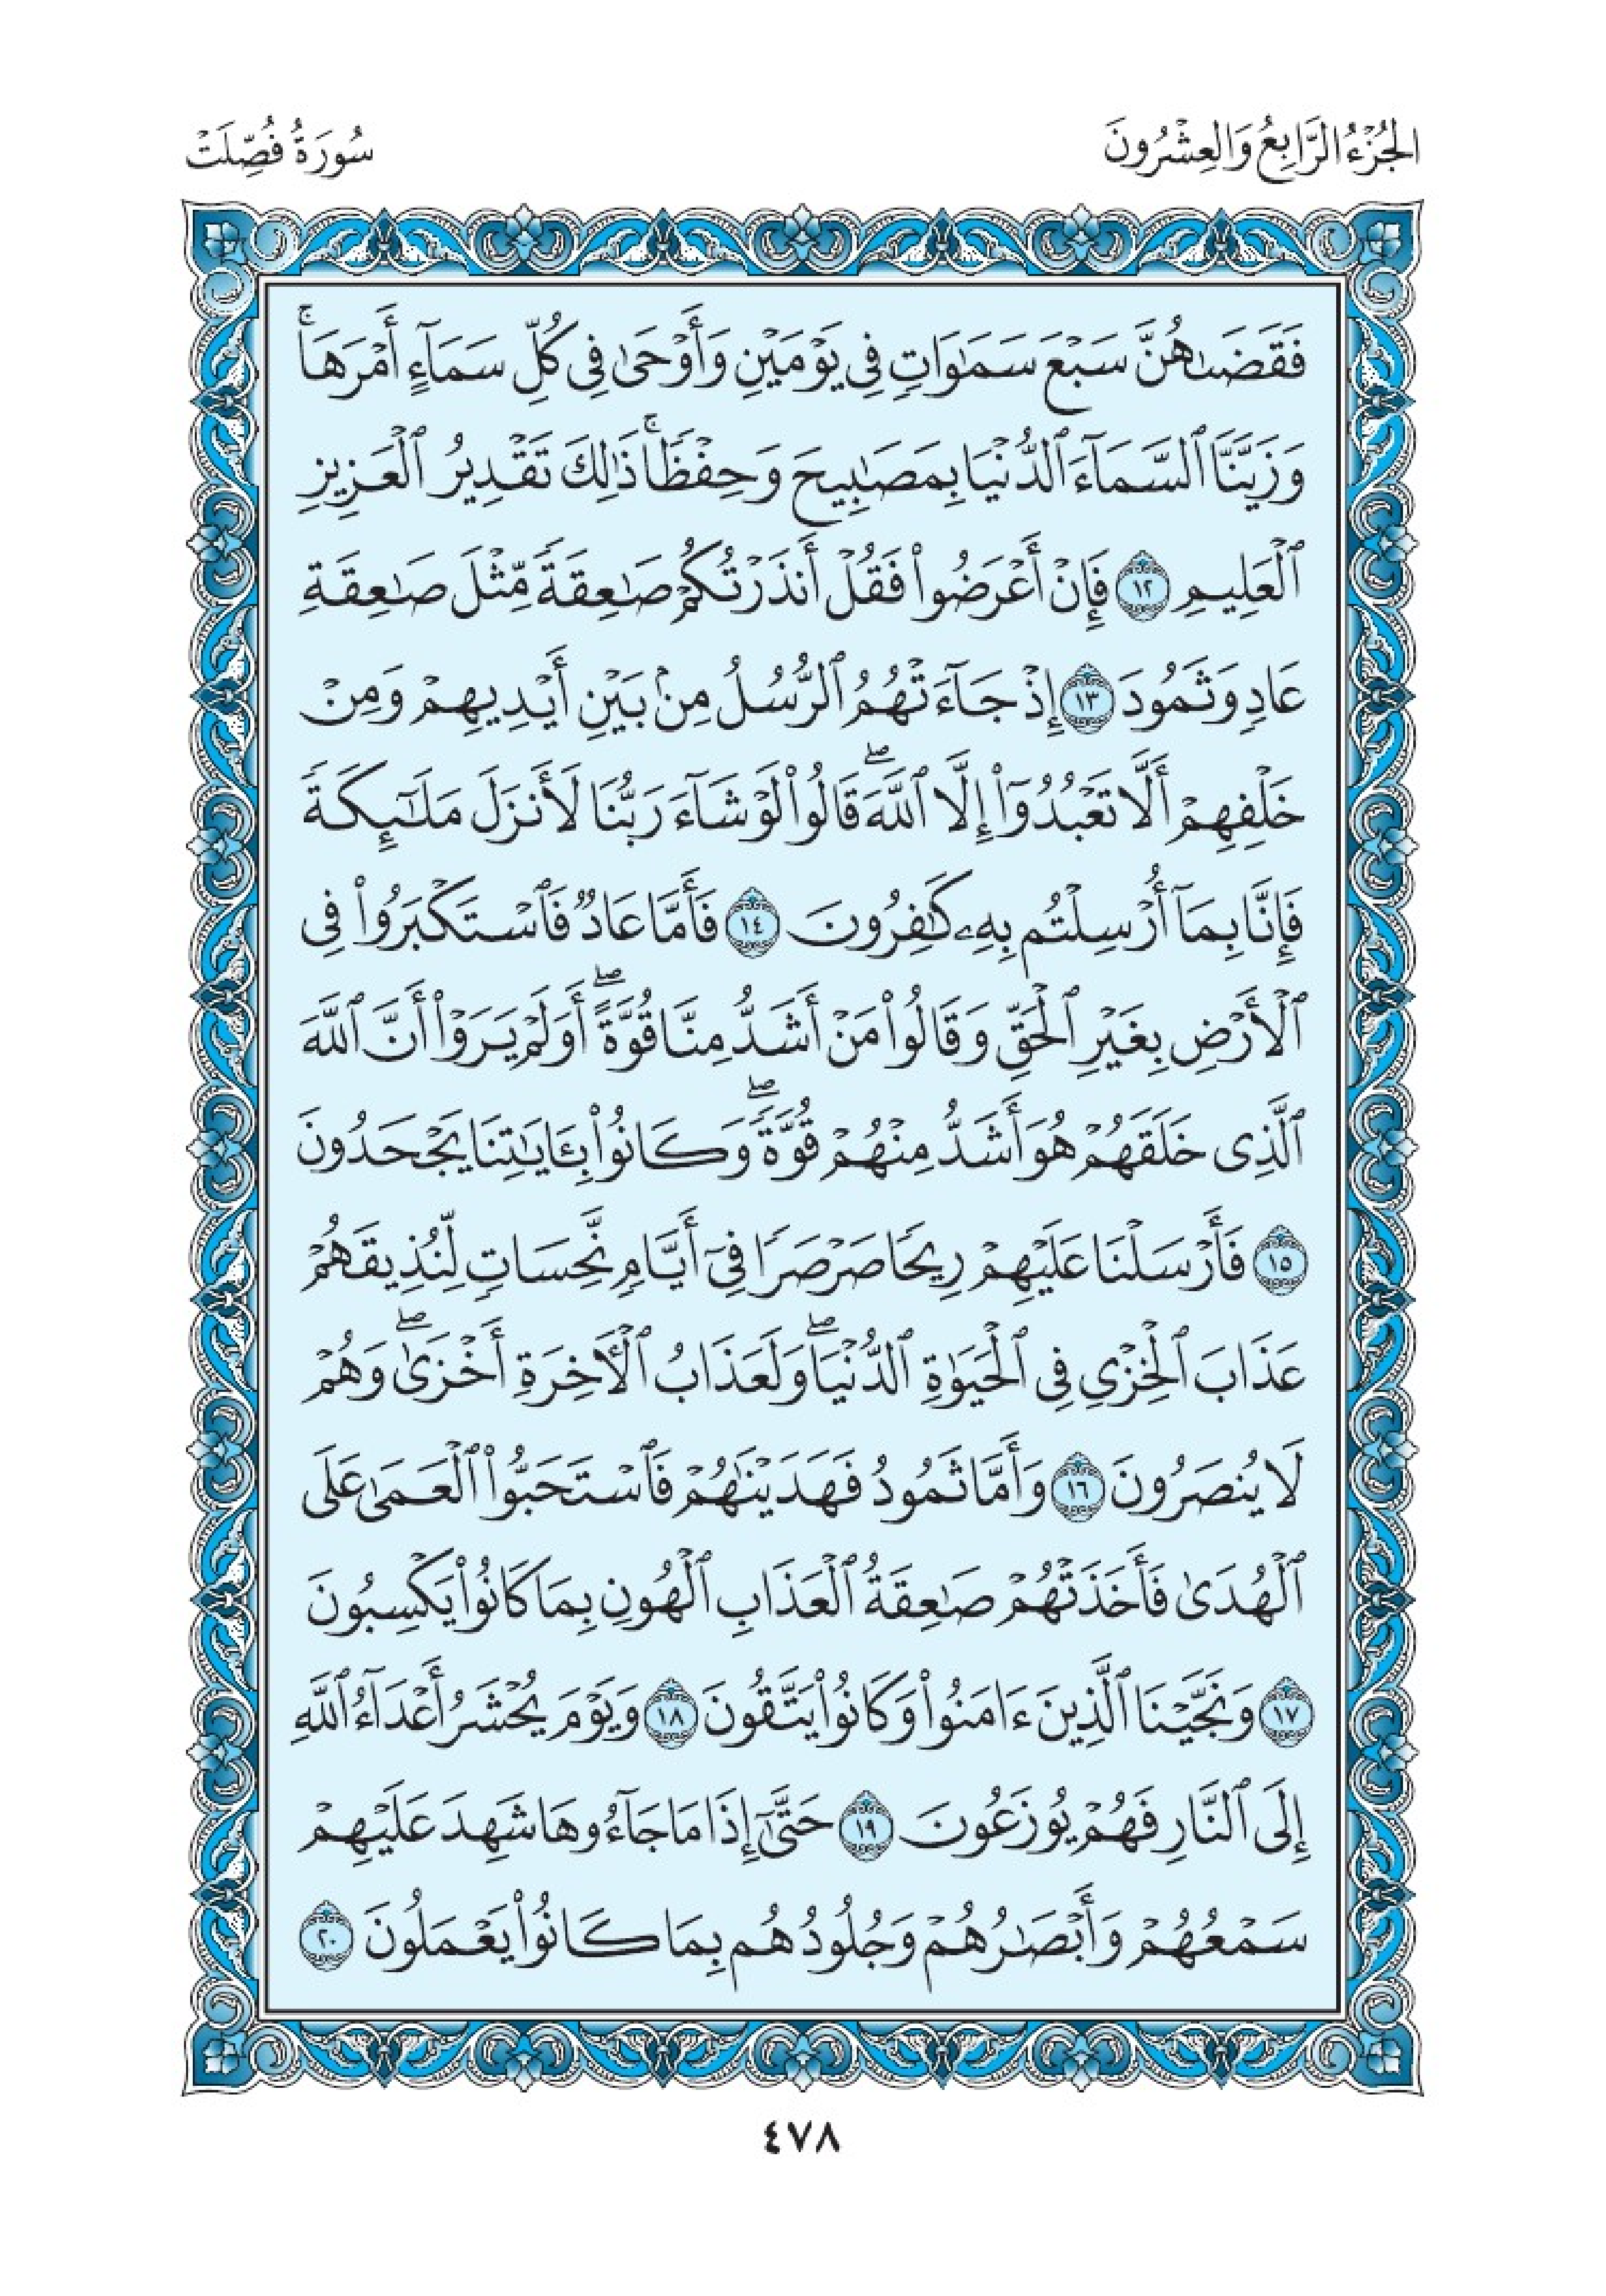 الجُزْءُ الرَّابِعُ وَالعِشْرُونَ
سُورَةُ فُصِّلَتْ
فَقَضَىٰهُنَّ سَبْعَ سَمَٰوَاتٍ فِى يَوْمَيْنِ وَأَوْحَىٰ فِى كُلِّ سَمَآءٍ أَمْرَهَا ۚ
وَزَيَّنَّا ٱلسَّمَآءَ ٱلدُّنْيَا بِمَصَٰبِيحَ وَحِفْظًا ۚ ذَٰلِكَ تَقْدِيرُ ٱلْعَزِيزِ
ٱلْعَلِيمِ ١٢ فَإِنْ أَعْرَضُوا۟ فَقُلْ أَنذَرْتُكُمْ صَٰعِقَةً مِّثْلَ صَٰعِقَةِ
عَادٍ وَثَمُودَ ١٣ إِذْ جَآءَتْهُمُ ٱلرُّسُلُ مِنۢ بَيْنِ أَيْدِيهِمْ وَمِنْ
خَلْفِهِمْ أَلَّا تَعْبُدُوٓا۟ إِلَّا ٱللَّهَ ۖ قَالُوا۟ لَوْ شَآءَ رَبُّنَا لَأَنزَلَ مَلَٰٓئِكَةً
فَإِنَّا بِمَآ أُرْسِلْتُم بِهِۦ كَٰفِرُونَ ١٤ فَأَمَّا عَادٌ فَٱسْتَكْبَرُوا۟ فِى
ٱلْأَرْضِ بِغَيْرِ ٱلْحَقِّ وَقَالُوا۟ مَنْ أَشَدُّ مِنَّا قُوَّةً ۖ أَوَلَمْ يَرَوْا۟ أَنَّ ٱللَّهَ
ٱلَّذِى خَلَقَهُمْ هُوَ أَشَدُّ مِنْهُمْ قُوَّةً ۖ وَكَانُوا۟ بِـَٔايَٰتِنَا يَجْحَدُونَ
١٥ فَأَرْسَلْنَا عَلَيْهِمْ رِيحًا صَرْصَرًا فِىٓ أَيَّامٍ نَّحِسَاتٍ لِّنُذِيقَهُمْ
عَذَابَ ٱلْخِزْىِ فِى ٱلْحَيَوٰةِ ٱلدُّنْيَا ۖ وَلَعَذَابُ ٱلْـَٔاخِرَةِ أَخْزَىٰ ۖ وَهُمْ
لَا يُنصَرُونَ ١٦ وَأَمَّا ثَمُودُ فَهَدَيْنَٰهُمْ فَٱسْتَحَبُّوا۟ ٱلْعَمَىٰ عَلَى
ٱلْهُدَىٰ فَأَخَذَتْهُمْ صَٰعِقَةُ ٱلْعَذَابِ ٱلْهُونِ بِمَا كَانُوا۟ يَكْسِبُونَ
١٧ وَنَجَّيْنَا ٱلَّذِينَ ءَامَنُوا۟ وَكَانُوا۟ يَتَّقُونَ ١٨ وَيَوْمَ يُحْشَرُ أَعْدَآءُ ٱللَّهِ
إِلَى ٱلنَّارِ فَهُمْ يُوزَعُونَ ١٩ حَتَّىٰٓ إِذَا مَا جَآءُوهَا شَهِدَ عَلَيْهِمْ
سَمْعُهُمْ وَأَبْصَٰرُهُمْ وَجُلُودُهُم بِمَا كَانُوا۟ يَعْمَلُونَ ٢٠
٤٧٨